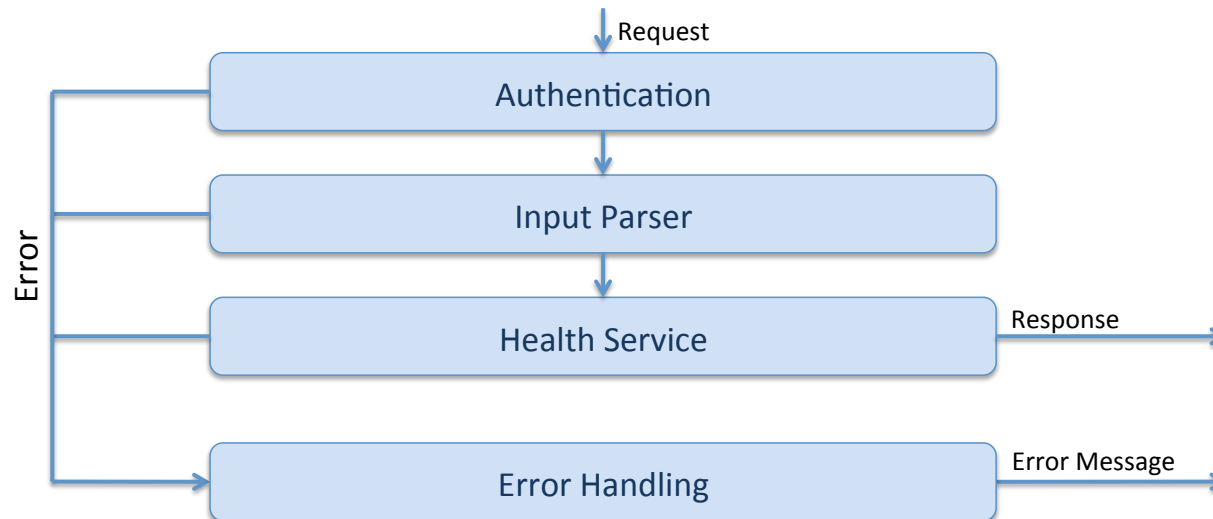 Request
Authentication
Input Parser
Error
Health Service
Response
Error Handling
Error Message